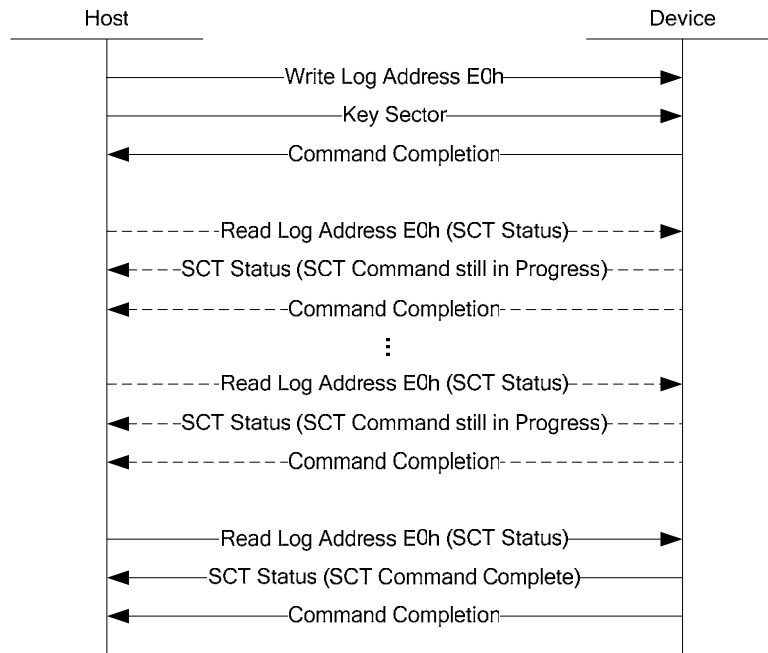 Host
Device
Write Log Address E0h
Key Sector
Command Completion
Read Log Address E0h (SCT Status)
SCT Status (SCT Command still in Progress)
Command Completion
⋮
Read Log Address E0h (SCT Status)
SCT Status (SCT Command still in Progress)
Command Completion
Read Log Address E0h (SCT Status)
SCT Status (SCT Command Complete)
Command Completion